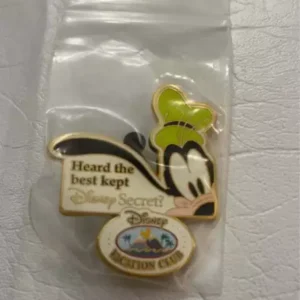 Heard the
best kept
Disney Secret?
Disney
VACATION CLUB